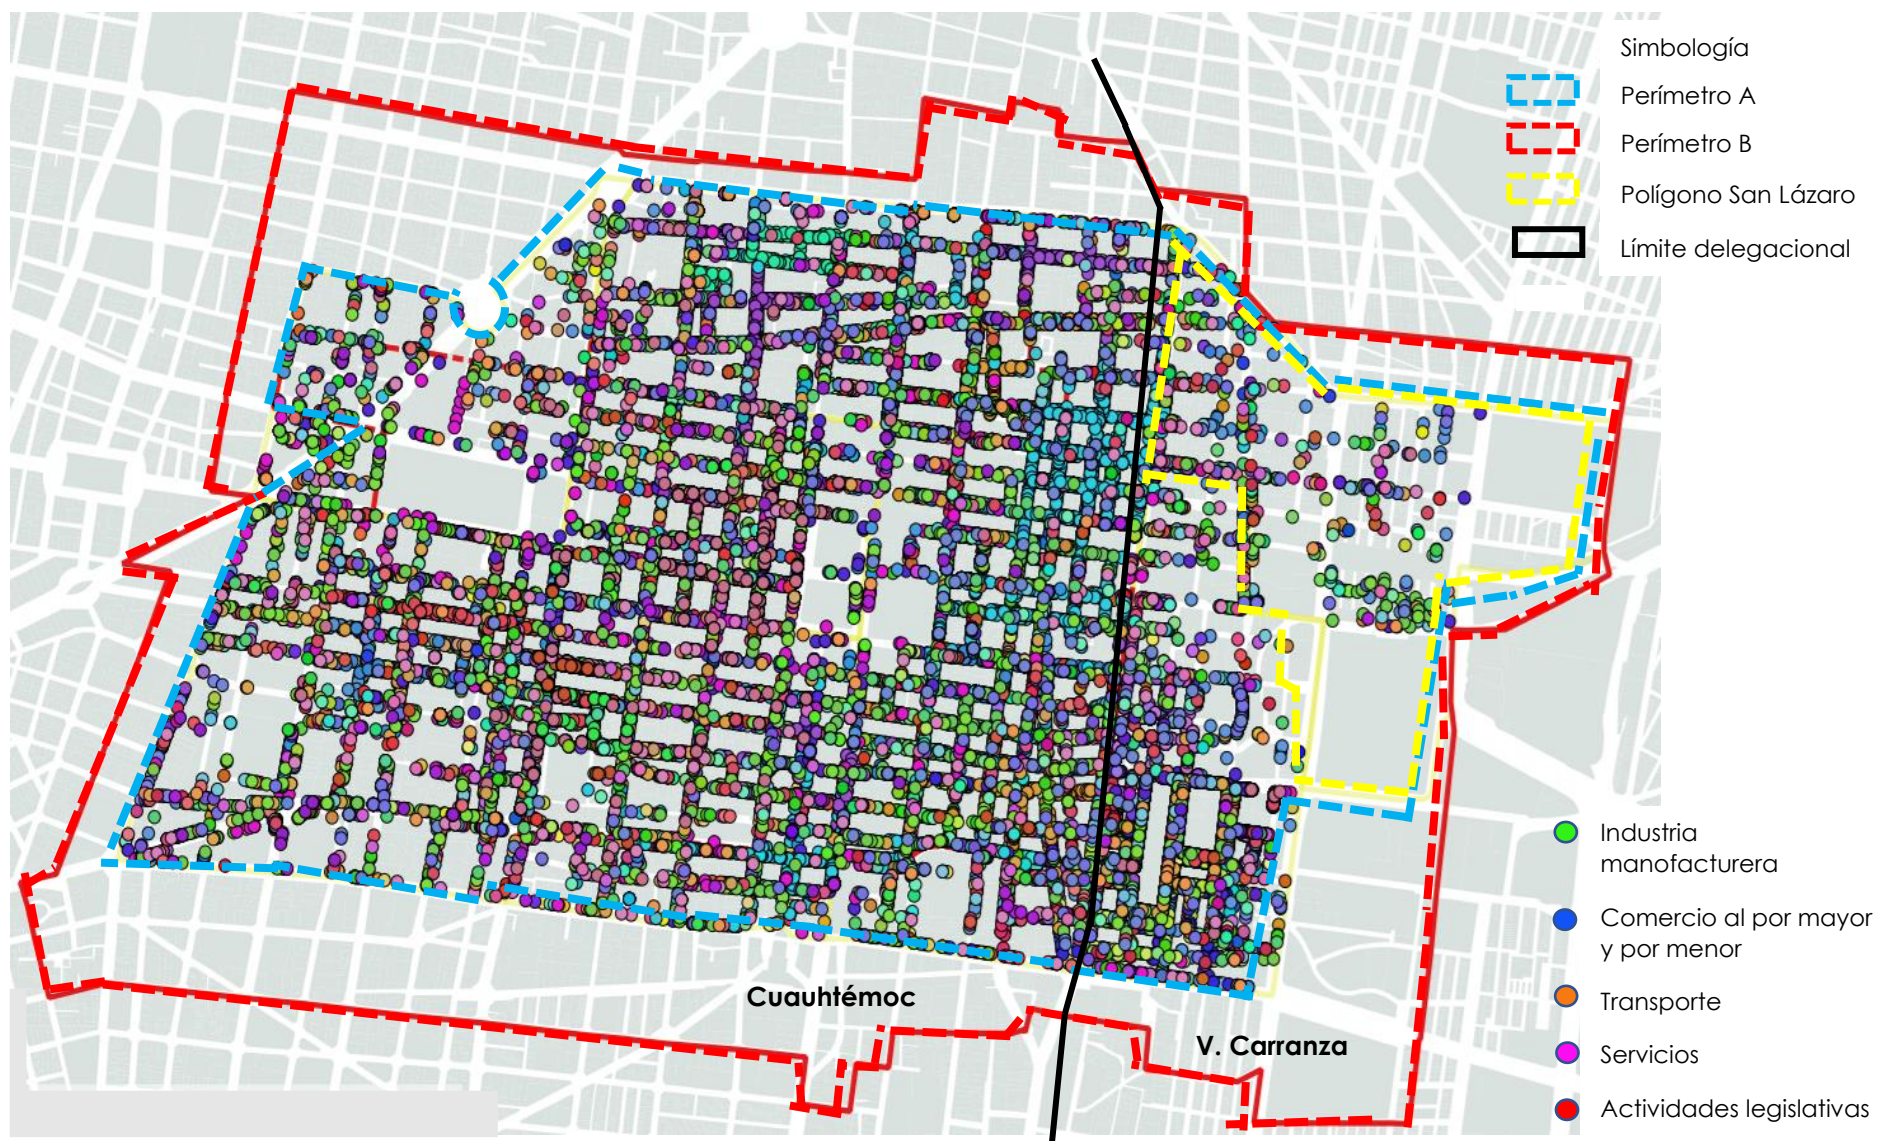 Simbología
Perímetro A
Perímetro B
Polígono San Lázaro
Límite delegacional
Industria
manofacturera
Comercio al por mayor
y por menor
Cuauhtémoc
Transporte
V. Carranza
Servicios
Actividades legislativas